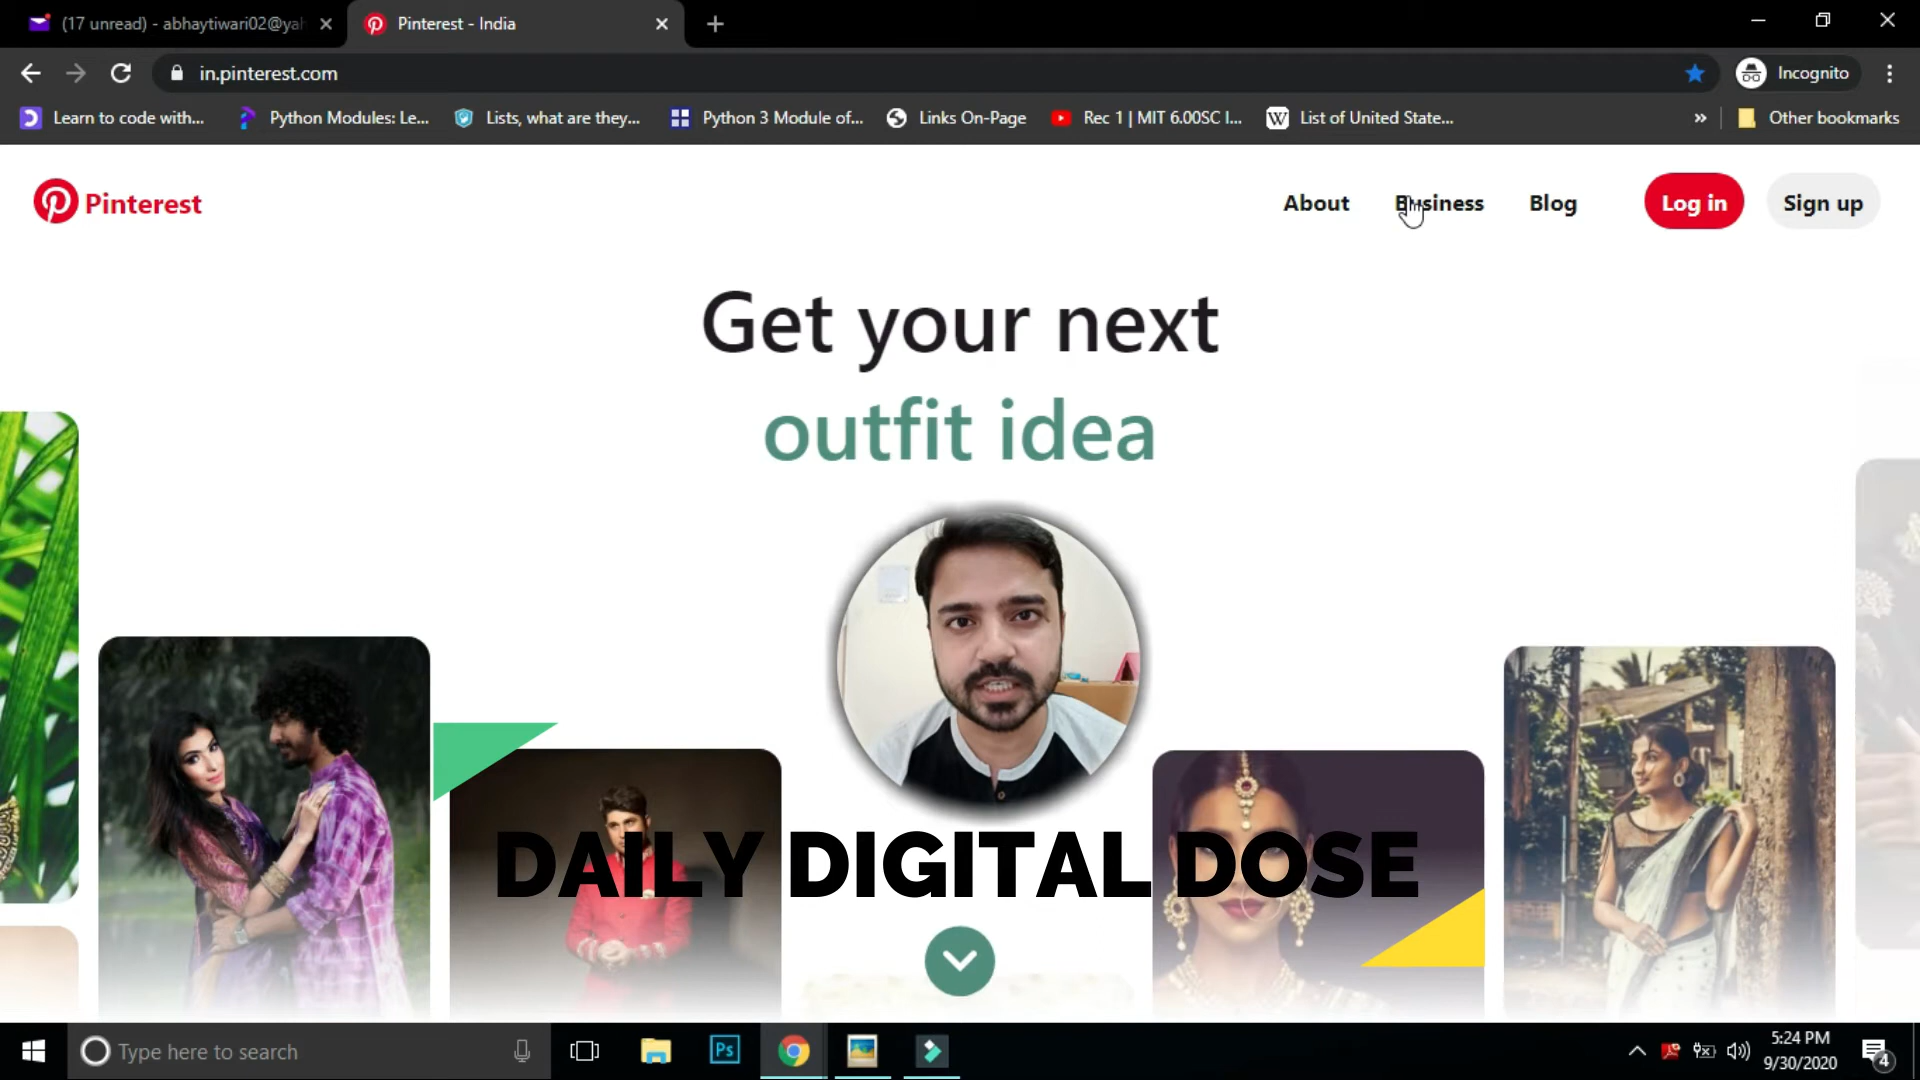 (17 unread) - abhaytiwari02@yah
Pinterest - India
in.pinterest.com
Incognito
Learn to code with...
Python Modules: Le...
Lists, what are they,...
Python 3 Module of...
Links On-Page
Rec 1 | MIT 6.00SC I...
List of United State...
»
Other bookmarks
Pinterest
About
Business
Blog
Log in
Sign up
Get your next
outfit idea
DAILY DIGITAL DOSE
Type here to search
Ps
5:24 PM
9/30/2020
4